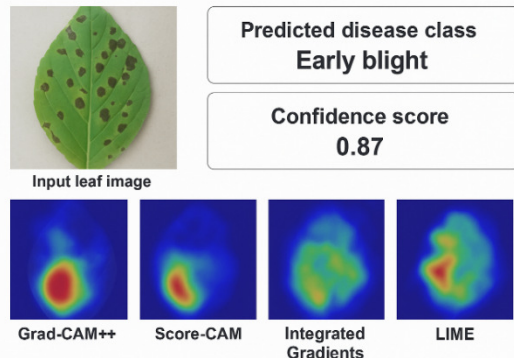 Predicted disease class
Early blight
Confidence score
0.87
Input leaf image
Grad-CAM++
Score-CAM
Integrated
Gradients
LIME